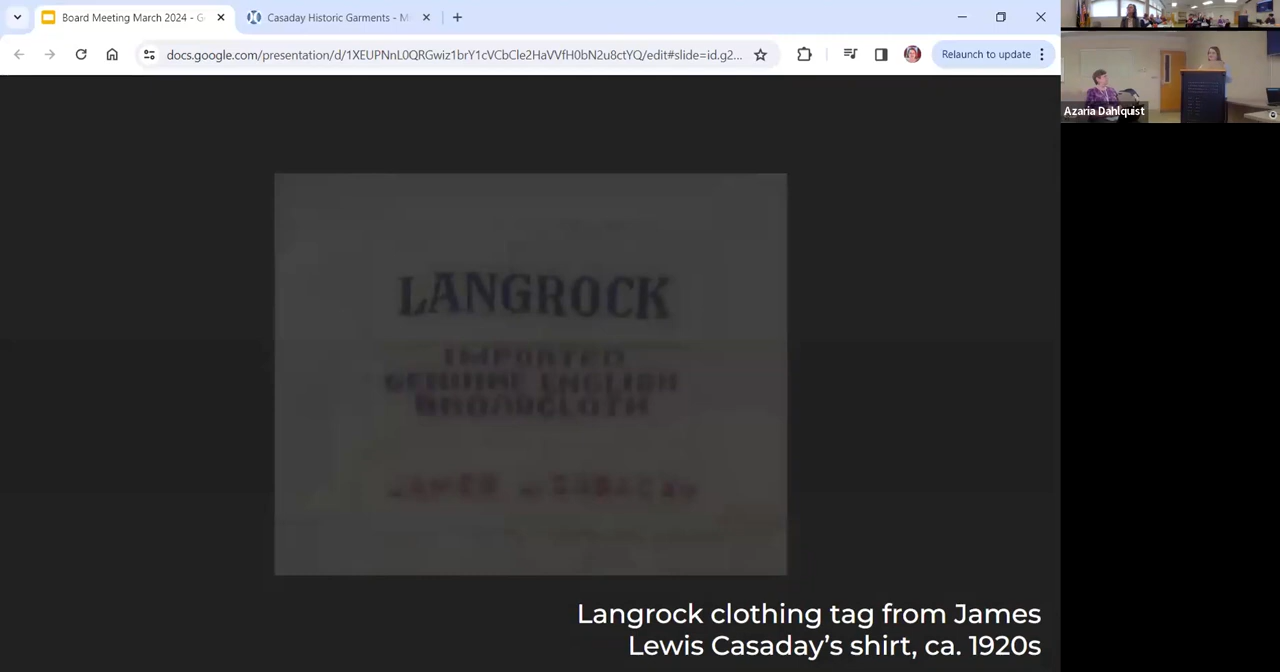 Board Meeting March 2024 - G
Casaday Historic Garments - M
docs.google.com/presentation/d/1XEUPNnL0QRGwiz1brY1cVCbCle2HaVVfH0bN2u8ctYQ/edit#slide=id.g2...
Relaunch to update
Azaria Dahlquist
LANGROCK
IMPORTED
GENUINE ENGLISH
BROADCLOTH
Langrock clothing tag from James
Lewis Casaday’s shirt, ca. 1920s